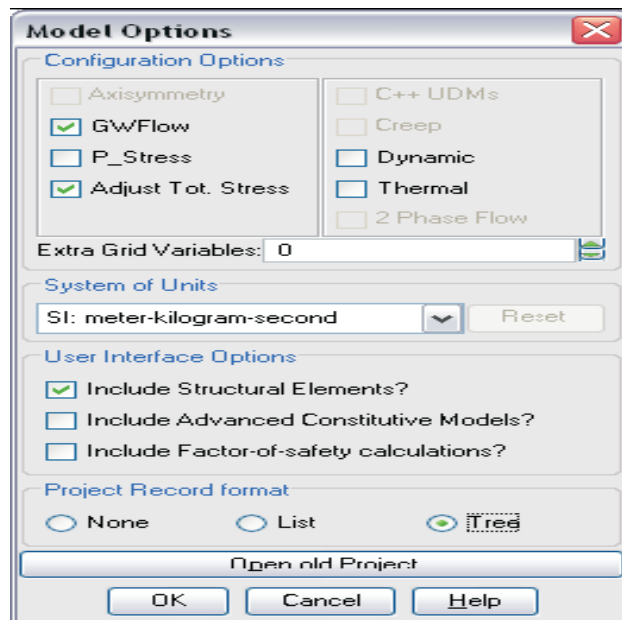 Model Options
Configuration Options
Axisymmetry
C++ UDMs
GWFlow
Creep
P_Stress
Dynamic
Adjust Tot. Stress
Thermal
2 Phase Flow
Extra Grid Variables: 0
System of Units
SI: meter-kilogram-second
Reset
User Interface Options
Include Structural Elements?
Include Advanced Constitutive Models?
Include Factor-of-safety calculations?
Project Record format
None List Tree
Open old Project
OK Cancel Help